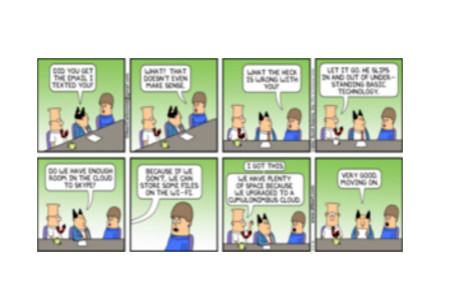 DID YOU GET
THE EMAIL I
TEXTED YOU?
WHAT? THAT
DOESN'T EVEN
MAKE SENSE.
WHAT THE HECK
IS WRONG WITH
YOU?
LET IT GO. HE SLIPS
IN AND OUT OF UNDER-
STANDING BASIC
TECHNOLOGY.
DO WE HAVE ENOUGH
ROOM IN THE CLOUD
TO SKYPE?
BECAUSE IF WE
DON'T, WE CAN
STORE SOME FILES
ON THE WI-FI.
I GOT THIS.
WE HAVE PLENTY
OF SPACE BECAUSE
WE UPGRADED TO A
CUMULONIMBUS CLOUD.
VERY GOOD.
MOVING ON.